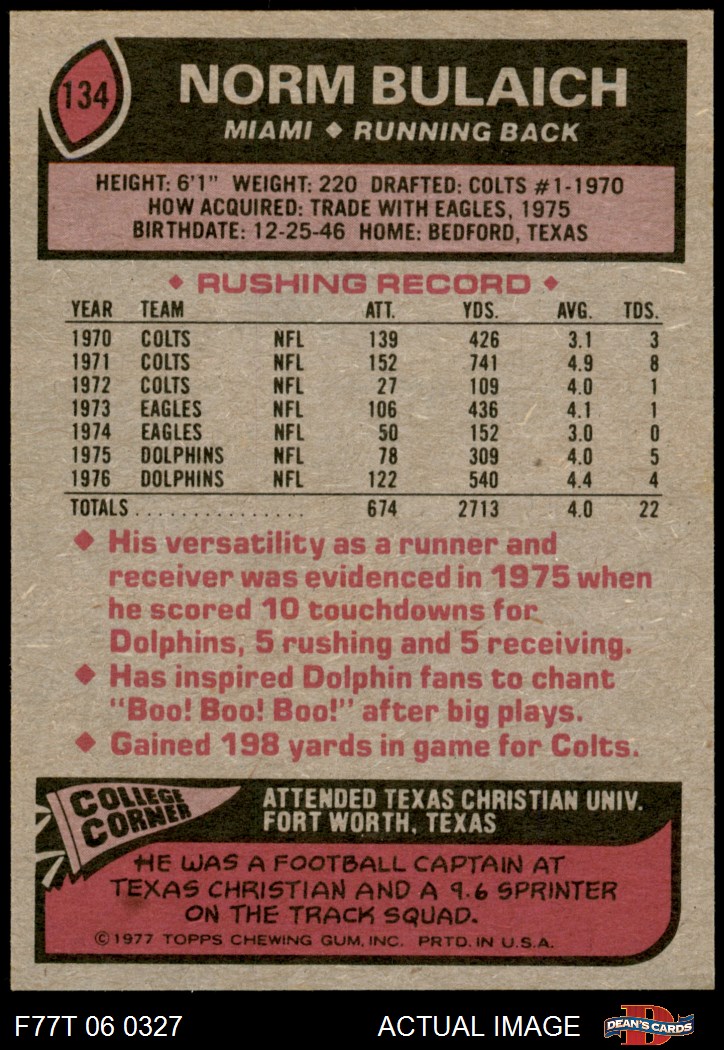 134
NORM BULAICH
MIAMI ◆ RUNNING BACK
HEIGHT: 6'1" WEIGHT: 220 DRAFTED: COLTS #1-1970
HOW ACQUIRED: TRADE WITH EAGLES, 1975
BIRTHDATE: 12-25-46 HOME: BEDFORD, TEXAS
◆ RUSHING RECORD ◆
YEAR TEAM ATT. YDS. AVG. TDS.
1970 COLTS NFL 139 426 3.1 3
1971 COLTS NFL 152 741 4.9 8
1972 COLTS NFL 27 109 4.0 1
1973 EAGLES NFL 106 436 4.1 1
1974 EAGLES NFL 50 152 3.0 0
1975 DOLPHINS NFL 78 309 4.0 5
1976 DOLPHINS NFL 122 540 4.4 4
TOTALS............... 674 2713 4.0 22
◆ His versatility as a runner and
receiver was evidenced in 1975 when
he scored 10 touchdowns for
Dolphins, 5 rushing and 5 receiving.
◆ Has inspired Dolphin fans to chant
"Boo! Boo! Boo!" after big plays.
◆ Gained 198 yards in game for Colts.
COLLEGE
CORNER
ATTENDED TEXAS CHRISTIAN UNIV.
FORT WORTH, TEXAS
HE WAS A FOOTBALL CAPTAIN AT
TEXAS CHRISTIAN AND A 9.6 SPRINTER
ON THE TRACK SQUAD.
©1977 TOPPS CHEWING GUM, INC. PRTD. IN U.S.A.
F77T 06 0327 ACTUAL IMAGE
D
DEAN'S CARDS